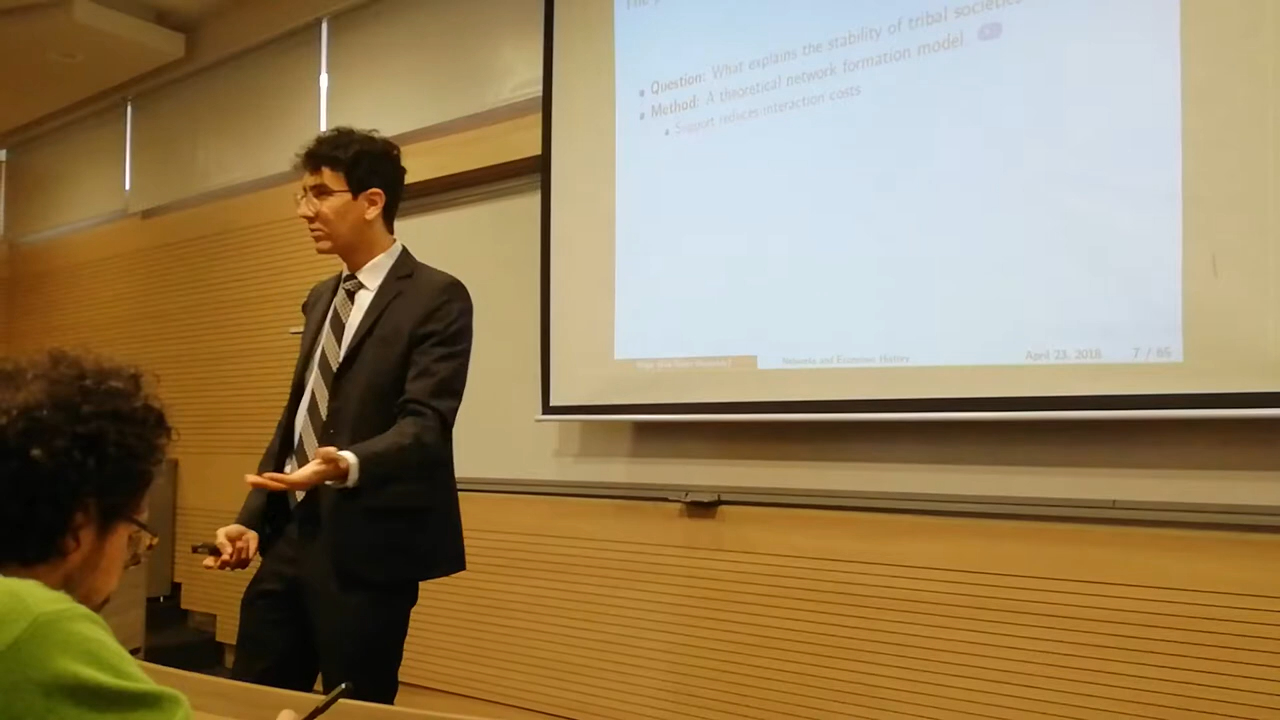 Question: What explains the stability of tribal societies
Method: A theoretical network formation model
Support reduces interaction costs
Networks and Economic History
April 23, 2018 7 / 65